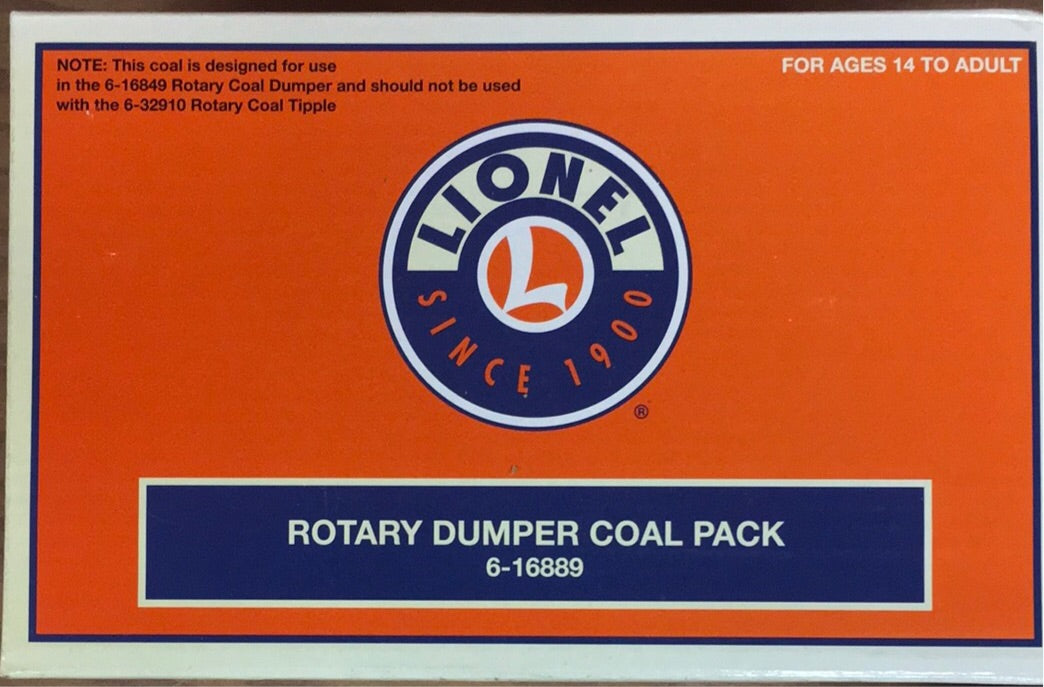 NOTE: This coal is designed for use
in the 6-16849 Rotary Coal Dumper and should not be used
with the 6-32910 Rotary Coal Tipple
FOR AGES 14 TO ADULT
LIONEL
L
SINCE 1900
®
ROTARY DUMPER COAL PACK
6-16889